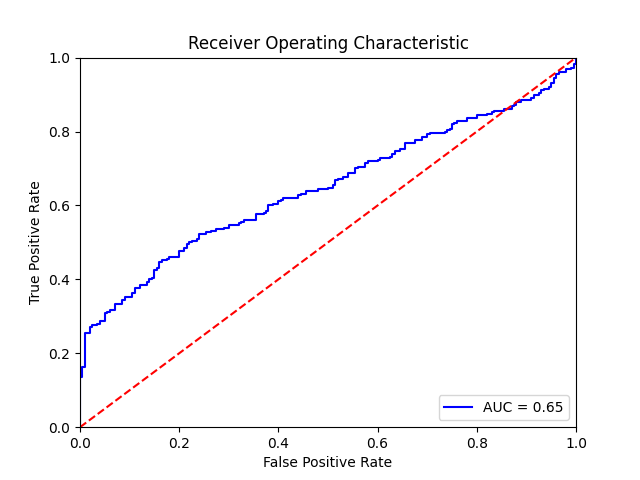 Receiver Operating Characteristic
1.0
0.8
0.6
0.4
0.2
0.0
True Positive Rate
0.0 0.2 0.4 0.6 0.8 1.0
False Positive Rate
AUC = 0.65